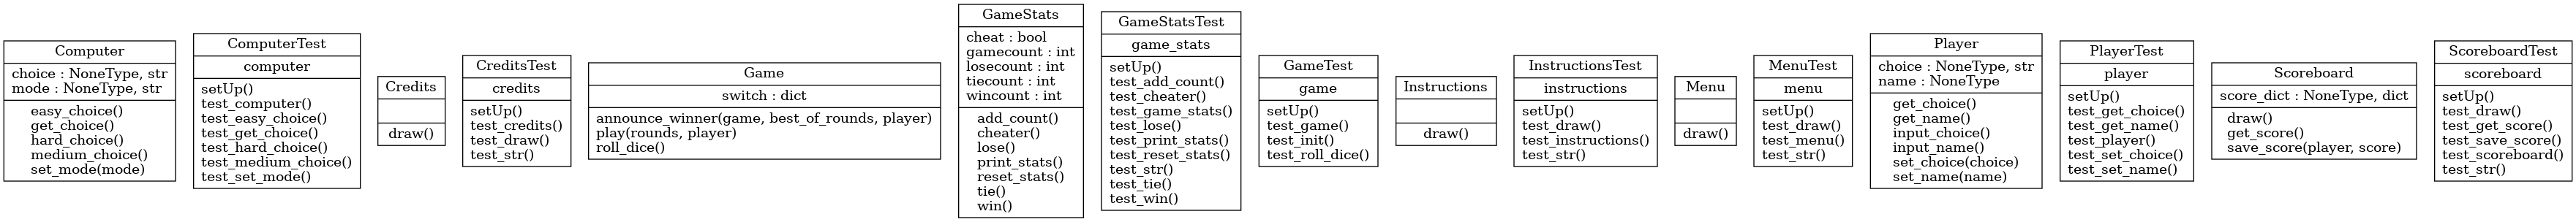 Computer
choice : NoneType, str
mode : NoneType, str
easy_choice()
get_choice()
hard_choice()
medium_choice()
set_mode(mode)
ComputerTest
computer
setUp()
test_computer()
test_easy_choice()
test_get_choice()
test_hard_choice()
test_medium_choice()
test_set_mode()
Credits
draw()
CreditsTest
credits
setUp()
test_credits()
test_draw()
test_str()
Game
switch : dict
announce_winner(game, best_of_rounds, player)
play(rounds, player)
roll_dice()
GameStats
cheat : bool
gamecount : int
losecount : int
tiecount : int
wincount : int
add_count()
cheater()
lose()
print_stats()
reset_stats()
tie()
win()
GameStatsTest
game_stats
setUp()
test_add_count()
test_cheater()
test_game_stats()
test_lose()
test_print_stats()
test_reset_stats()
test_str()
test_tie()
test_win()
GameTest
game
setUp()
test_game()
test_init()
test_roll_dice()
Instructions
draw()
InstructionsTest
instructions
setUp()
test_draw()
test_instructions()
test_str()
Menu
draw()
MenuTest
menu
setUp()
test_draw()
test_menu()
test_str()
Player
choice : NoneType, str
name : NoneType
get_choice()
get_name()
input_choice()
input_name()
set_choice(choice)
set_name(name)
PlayerTest
player
setUp()
test_get_choice()
test_get_name()
test_player()
test_set_choice()
test_set_name()
Scoreboard
score_dict : NoneType, dict
draw()
get_score()
save_score(player, score)
ScoreboardTest
scoreboard
setUp()
test_draw()
test_get_score()
test_save_score()
test_scoreboard()
test_str()